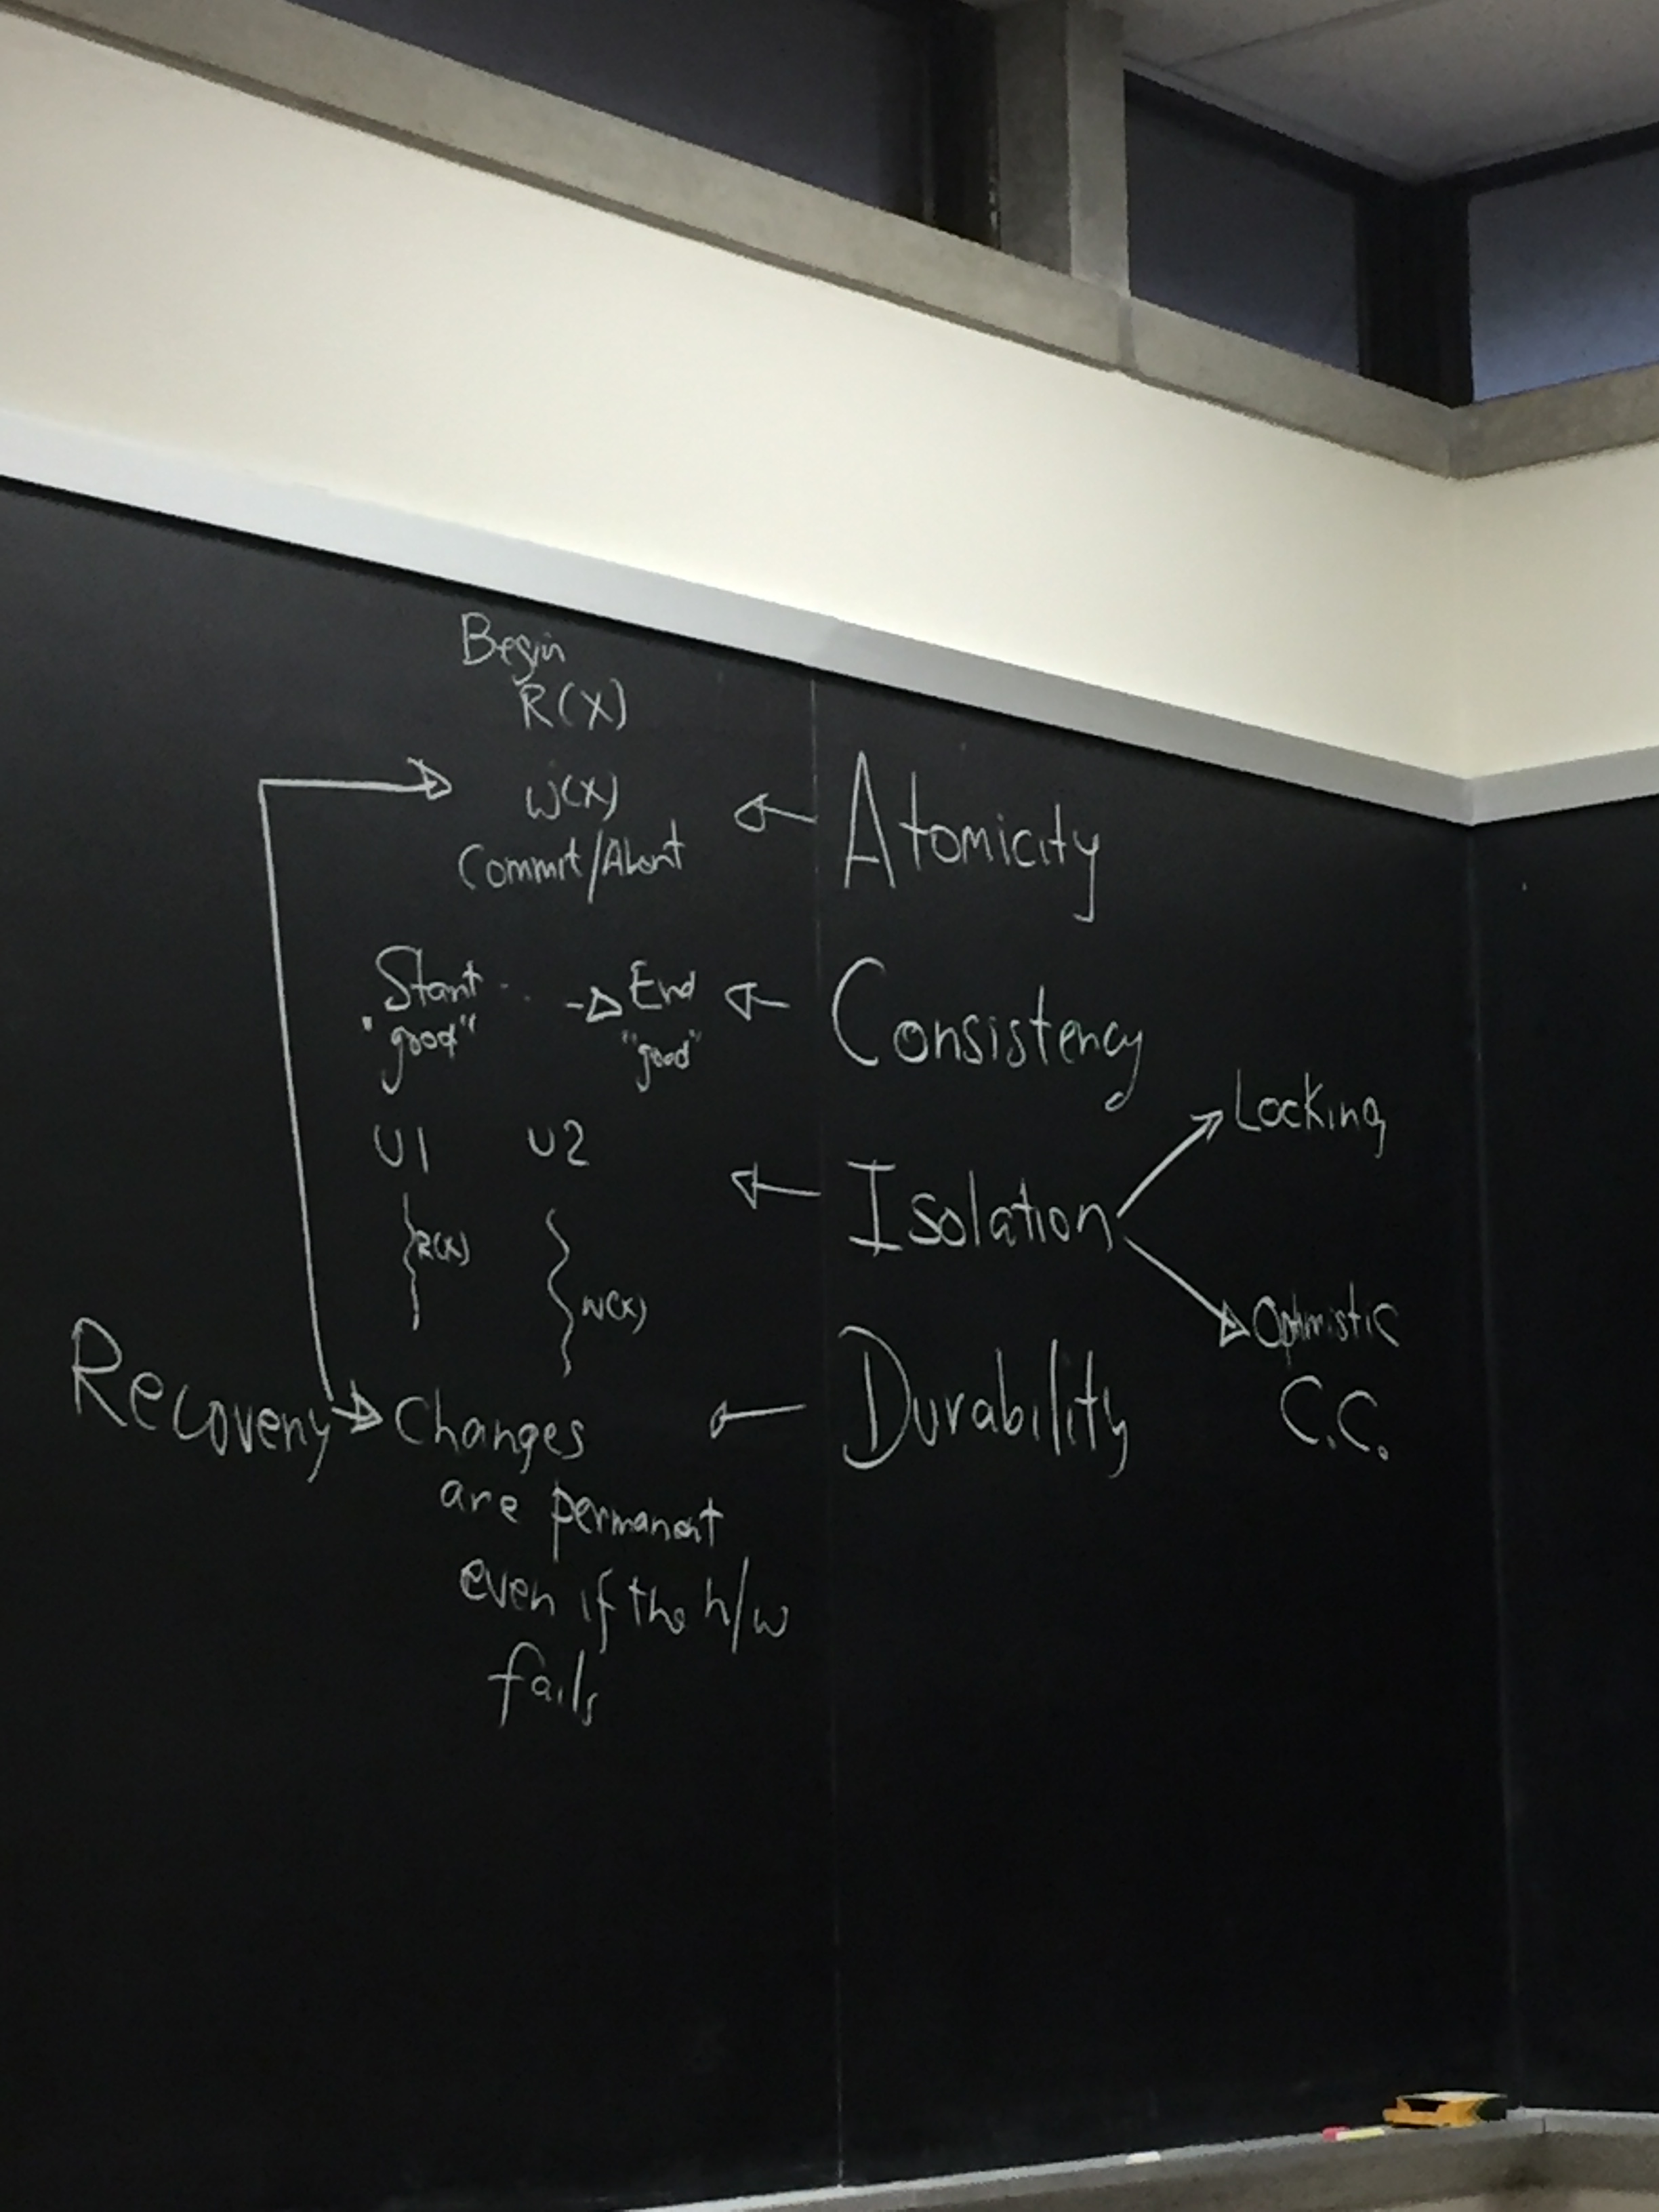 Begin
R(X)
W(X)
Commit/Abort
Atomicity
Start
"good"
End
"good"
Consistency
U1 U2
R(X)
W(X)
Isolation
Locking
Optimistic
C.C.
Recovery
Changes
are permanent
even if the h/w
fails
Durability